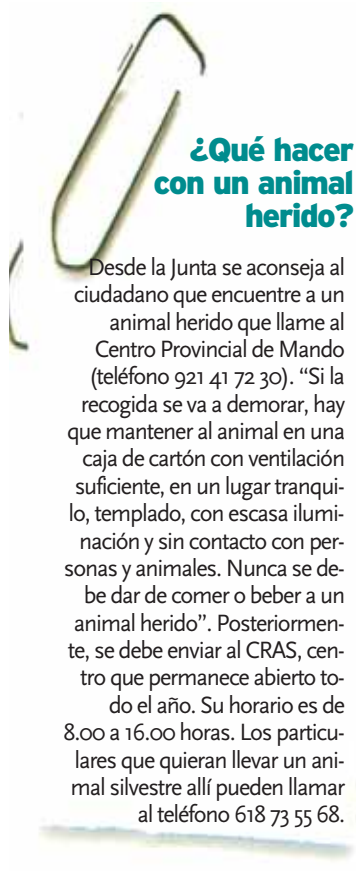 ¿Qué hacer
con un animal
herido?
Desde la Junta se aconseja al
ciudadano que encuentre a un
animal herido que llame al
Centro Provincial de Mando
(teléfono 921 41 72 30). “Si la
recogida se va a demorar, hay
que mantener al animal en una
caja de cartón con ventilación
suficiente, en un lugar tranqui-
lo, templado, con escasa ilumi-
nación y sin contacto con per-
sonas y animales. Nunca se de-
be dar de comer o beber a un
animal herido”. Posteriormen-
te, se debe enviar al CRAS, cen-
tro que permanece abierto to-
do el año. Su horario es de
8.00 a 16.00 horas. Los particu-
lares que quieran llevar un ani-
mal silvestre allí pueden llamar
al teléfono 618 73 55 68.